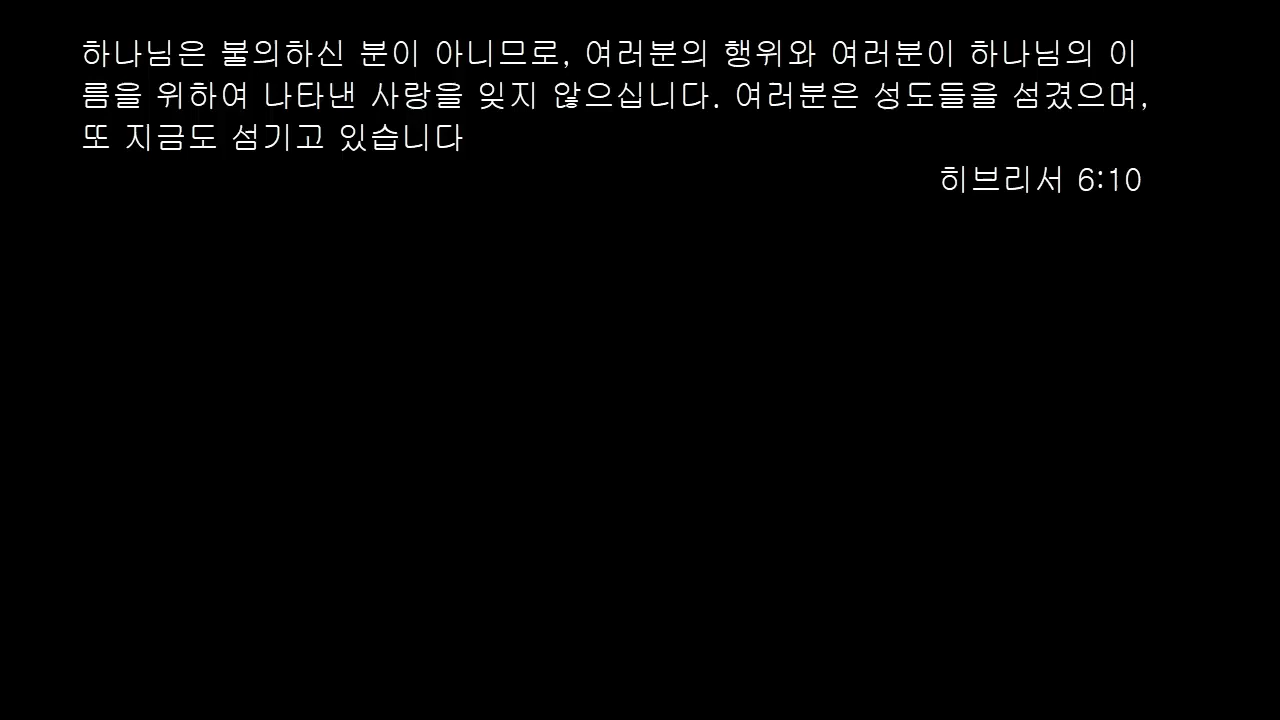 하나님은 불의하신 분이 아니므로, 여러분의 행위와 여러분이 하나님의 이
름을 위하여 나타낸 사랑을 잊지 않으십니다. 여러분은 성도들을 섬겼으며,
또 지금도 섬기고 있습니다
히브리서 6:10